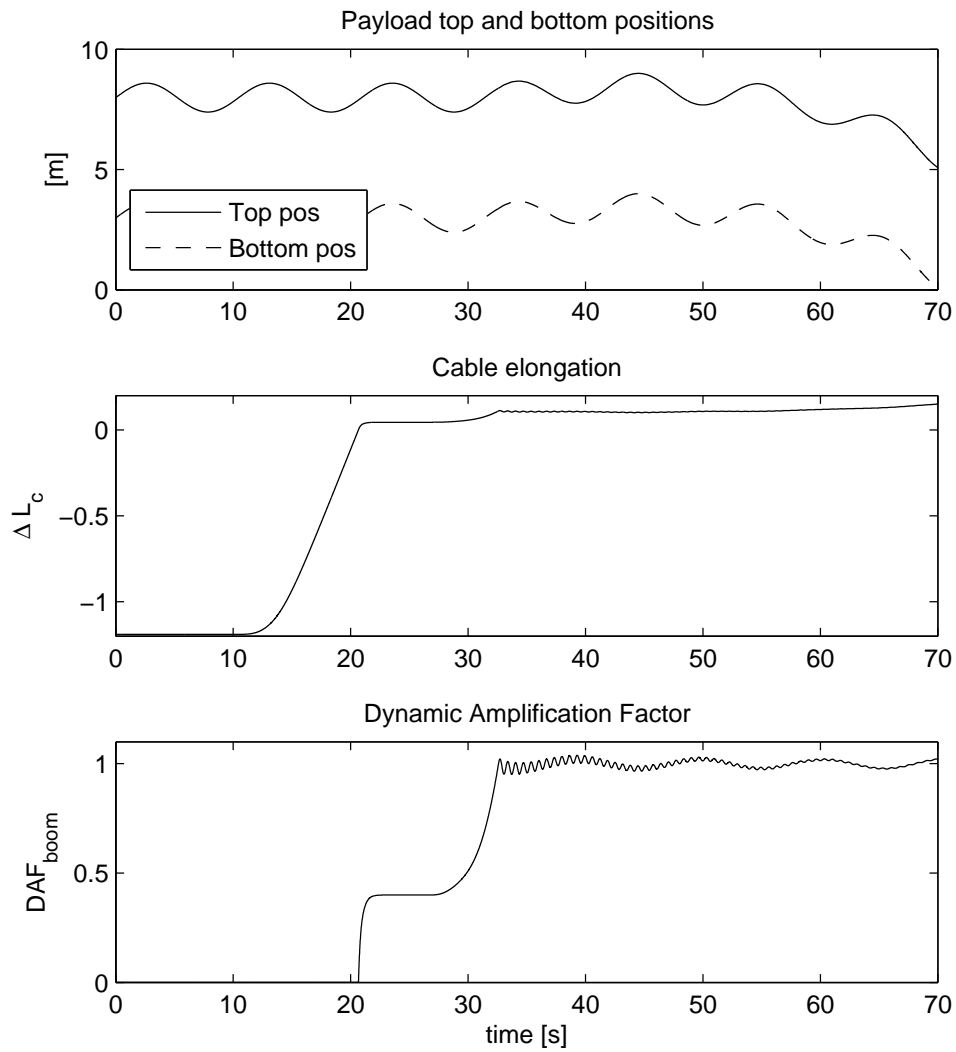 Payload top and bottom positions
10
5
0
[m]
Top pos
Bottom pos
0 10 20 30 40 50 60 70
Cable elongation
0
−0.5
−1
Δ L_c
0 10 20 30 40 50 60 70
Dynamic Amplification Factor
1
0.5
0
DAF_boom
0 10 20 30 40 50 60 70
time [s]